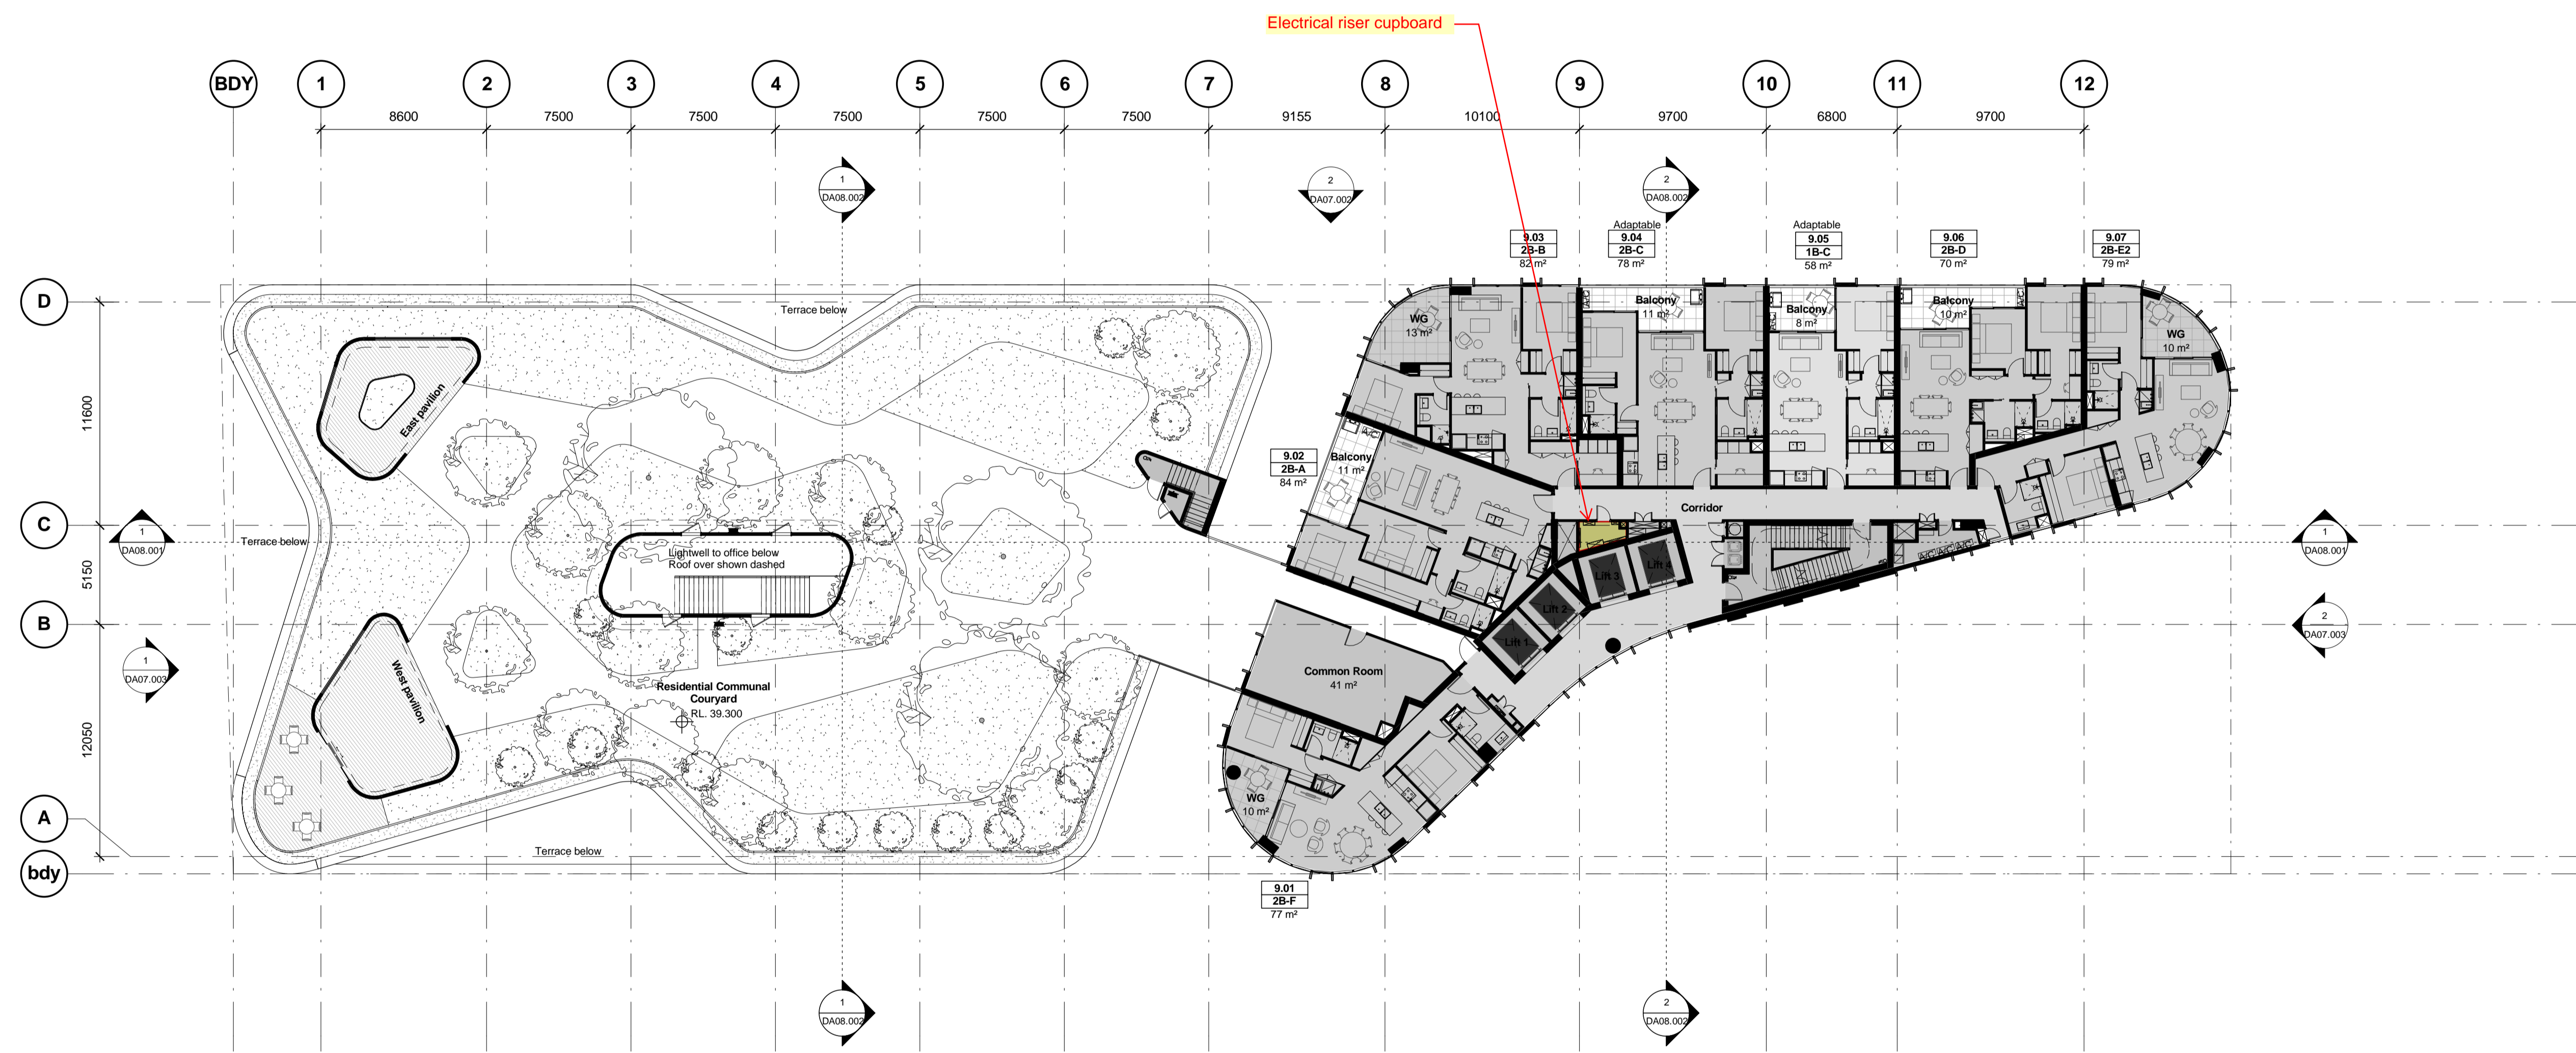 Electrical riser cupboard
BDY
1
2
3
4
5
6
7
8
9
10
11
12
8600
7500
7500
7500
7500
7500
9155
10100
9700
6800
9700
1
DA08.002
2
DA07.002
2
DA08.002
9.03
2B-B
82 m²
Adaptable
9.04
2B-C
78 m²
Adaptable
9.05
1B-C
58 m²
9.06
2B-D
70 m²
9.07
2B-E2
79 m²
D
Terrace below
WG
13 m²
Balcony
11 m²
A/C
Balcony
8 m²
A/C
Balcony
10 m²
A/C
WG
10 m²
11600
East pavilion
9.02
2B-A
84 m²
A/C
Balcony
11 m²
C
1
DA08.001
Terrace below
Corridor
1
DA08.001
Lightwell to office below
Roof over shown dashed
5150
Lift 3
Lift 4
AC
AC
AC
AC
B
Lift 2
Lift 1
2
DA07.003
1
DA07.003
West pavilion
Residential Communal
Couryard
RL. 39.300
Common Room
41 m²
12050
WG
10 m²
A
Terrace below
bdy
9.01
2B-F
77 m²
1
DA08.002
2
DA08.002